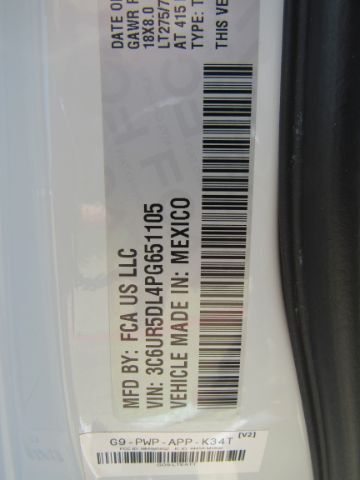 DATE OF
GAWR R
18X8.0
LT275/7
AT 415
TYPE: T
THIS VE
MFD BY: FCA US LLC
VIN: 3C6UR5DL4PG651105
VEHICLE MADE IN: MEXICO
G9-PWP-APP-K34T [V2]